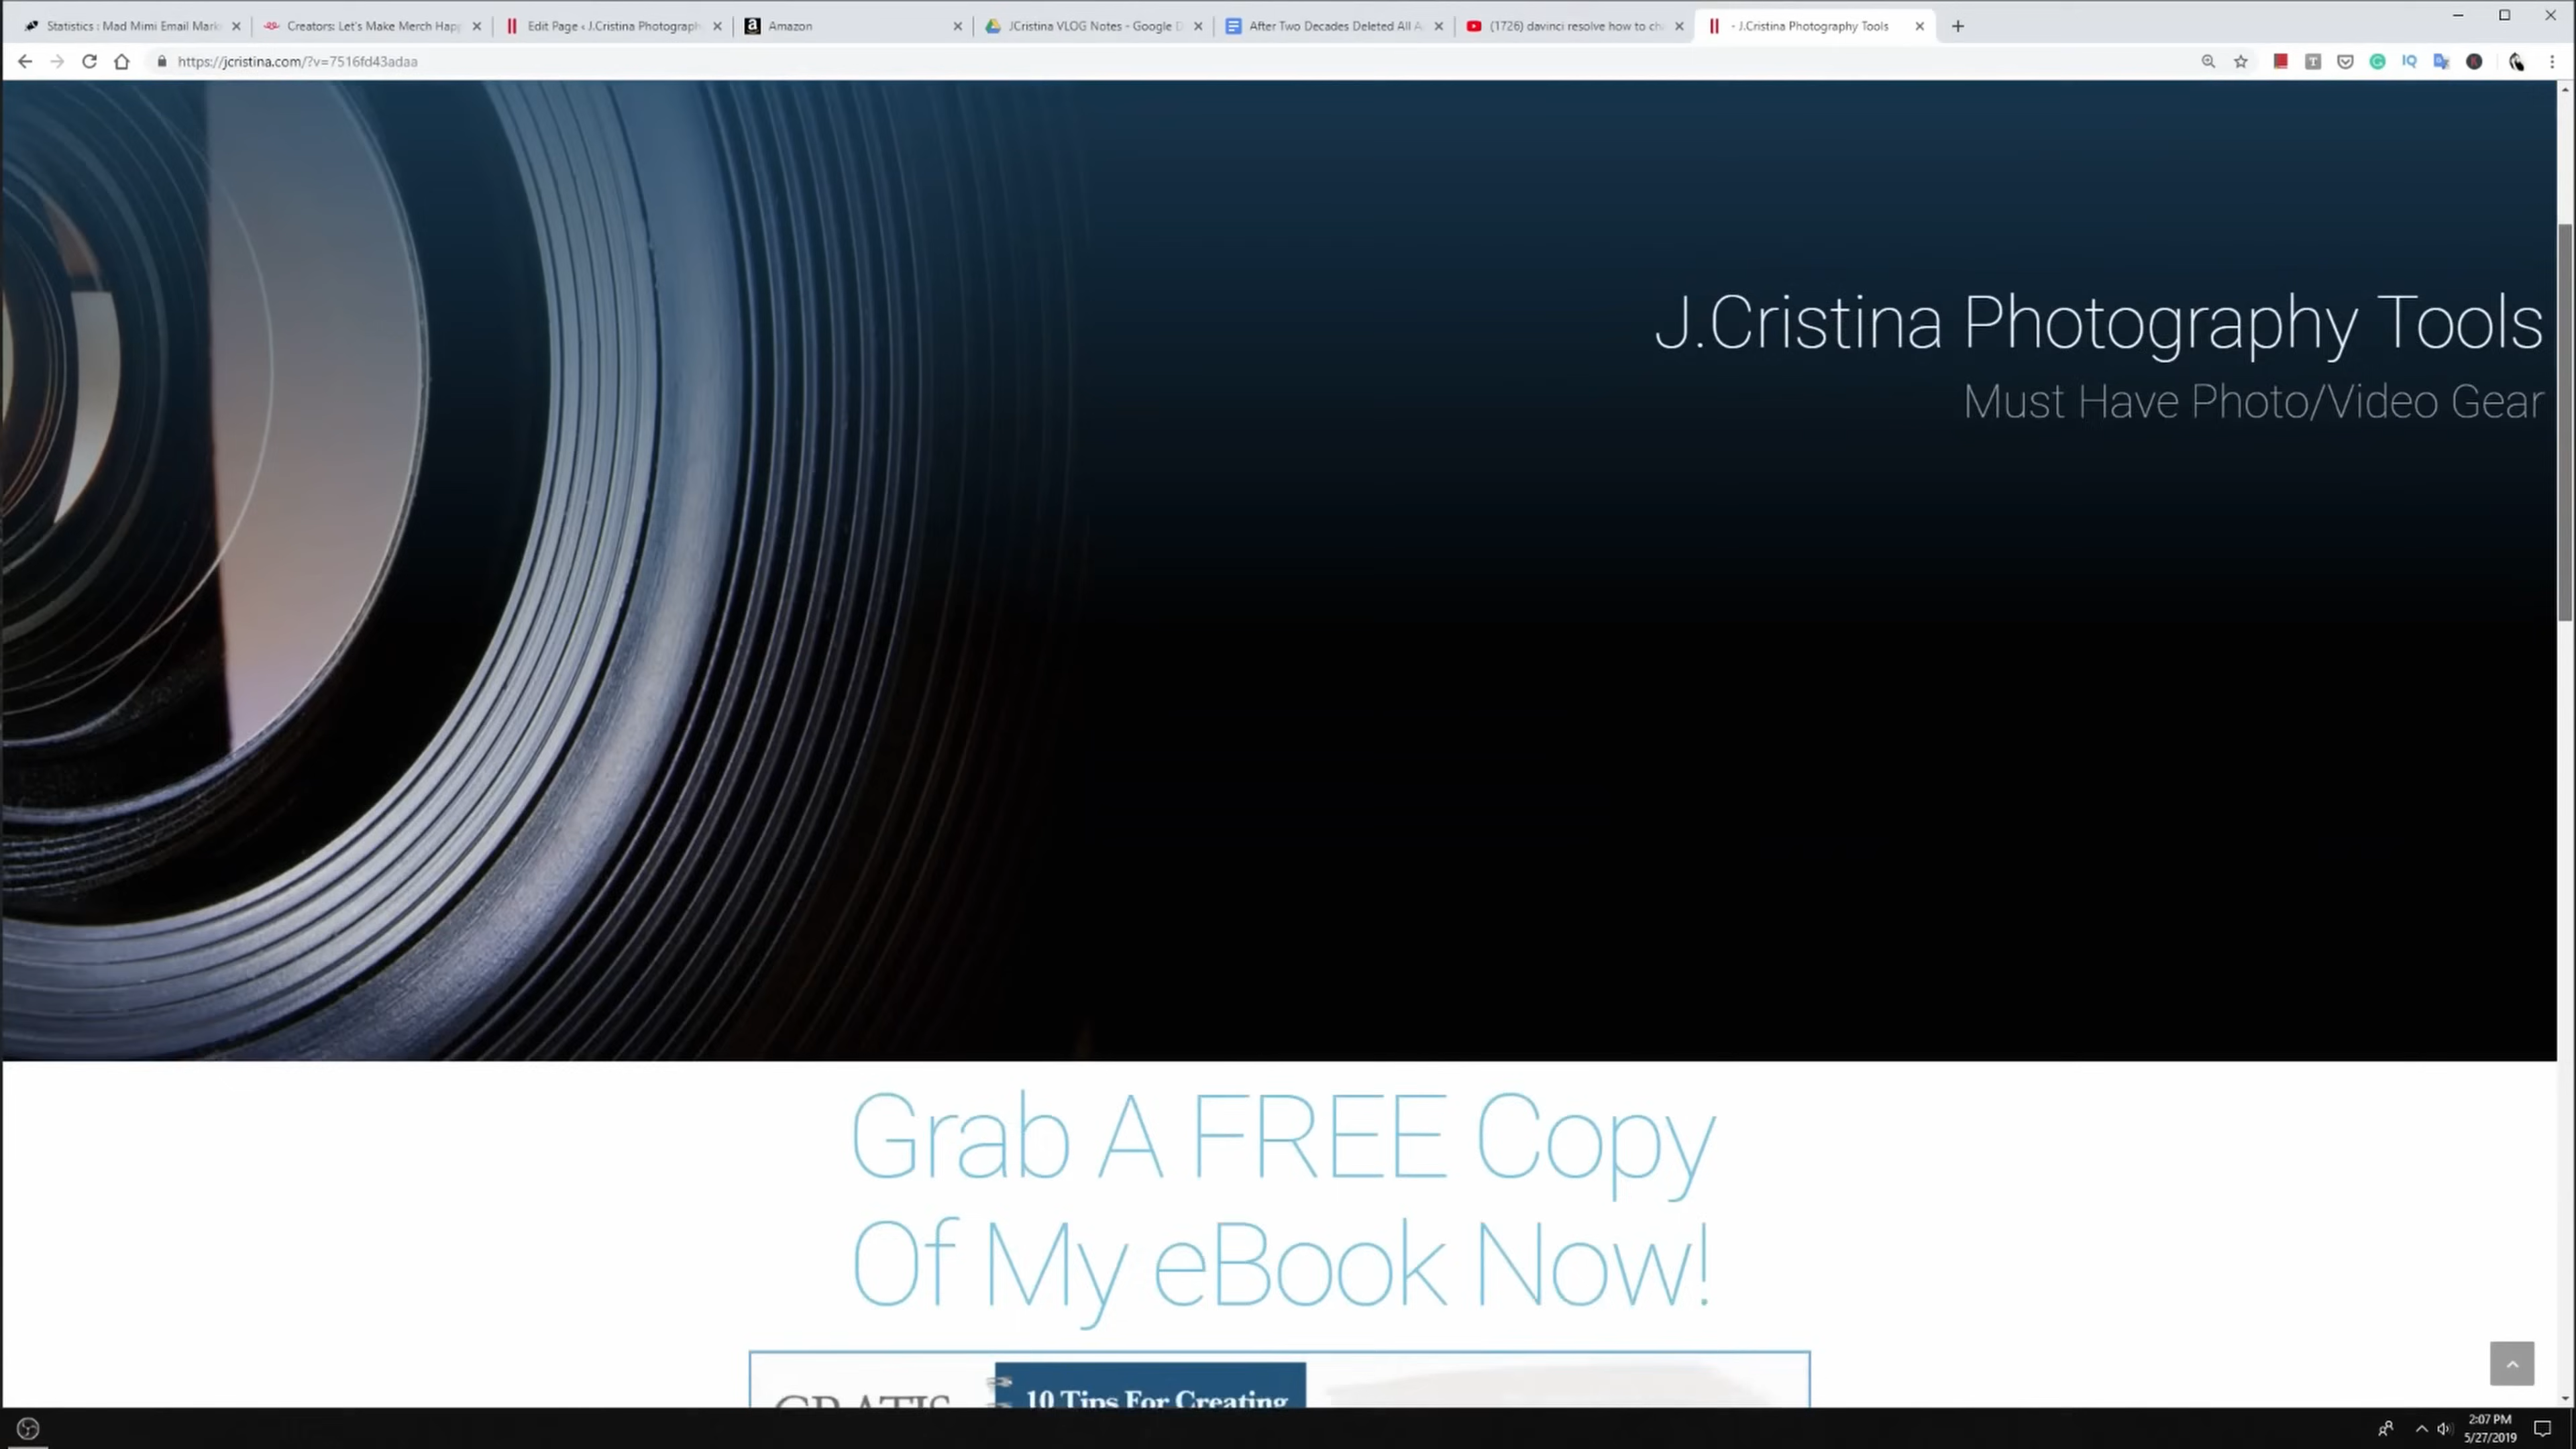 Statistics : Mad Mimi Email Mark
Creators: Let's Make Merch Hap
Edit Page ‹ J.Cristina Photograph
Amazon
JCristina VLOG Notes - Google D
After Two Decades Deleted All A
(1726) davinci resolve how to ch
- J.Cristina Photography Tools
https://jcristina.com/?v=7516fd43adaa
J.Cristina Photography Tools
Must Have Photo/Video Gear
Grab A FREE Copy
Of My eBook Now!
GRATIS
10 Tips For Creating
2:07 PM
5/27/2019